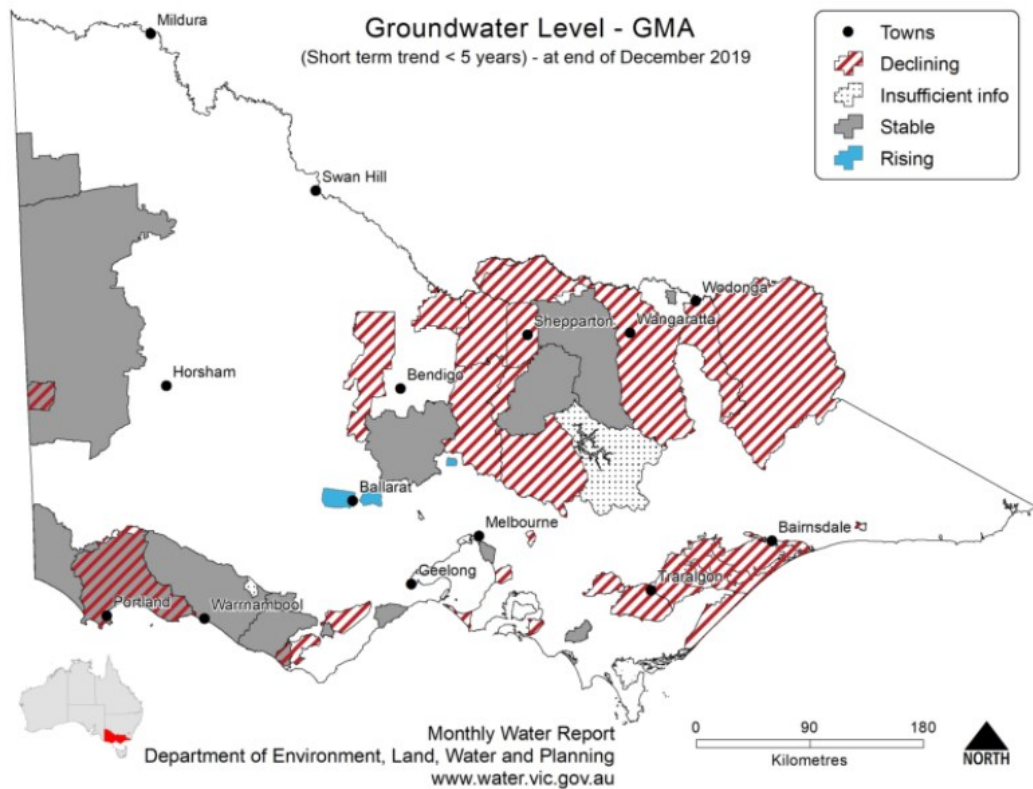 Groundwater Level - GMA
(Short term trend < 5 years) - at end of December 2019
Towns
Declining
Insufficient info
Stable
Rising
Mildura
Swan Hill
Wodonga
Shepparton
Wangaratta
Horsham
Bendigo
Ballarat
Melbourne
Bairnsdale
Geelong
Traralgon
Portland
Warrnambool
Monthly Water Report
Department of Environment, Land, Water and Planning
www.water.vic.gov.au
0 90 180
Kilometres
NORTH